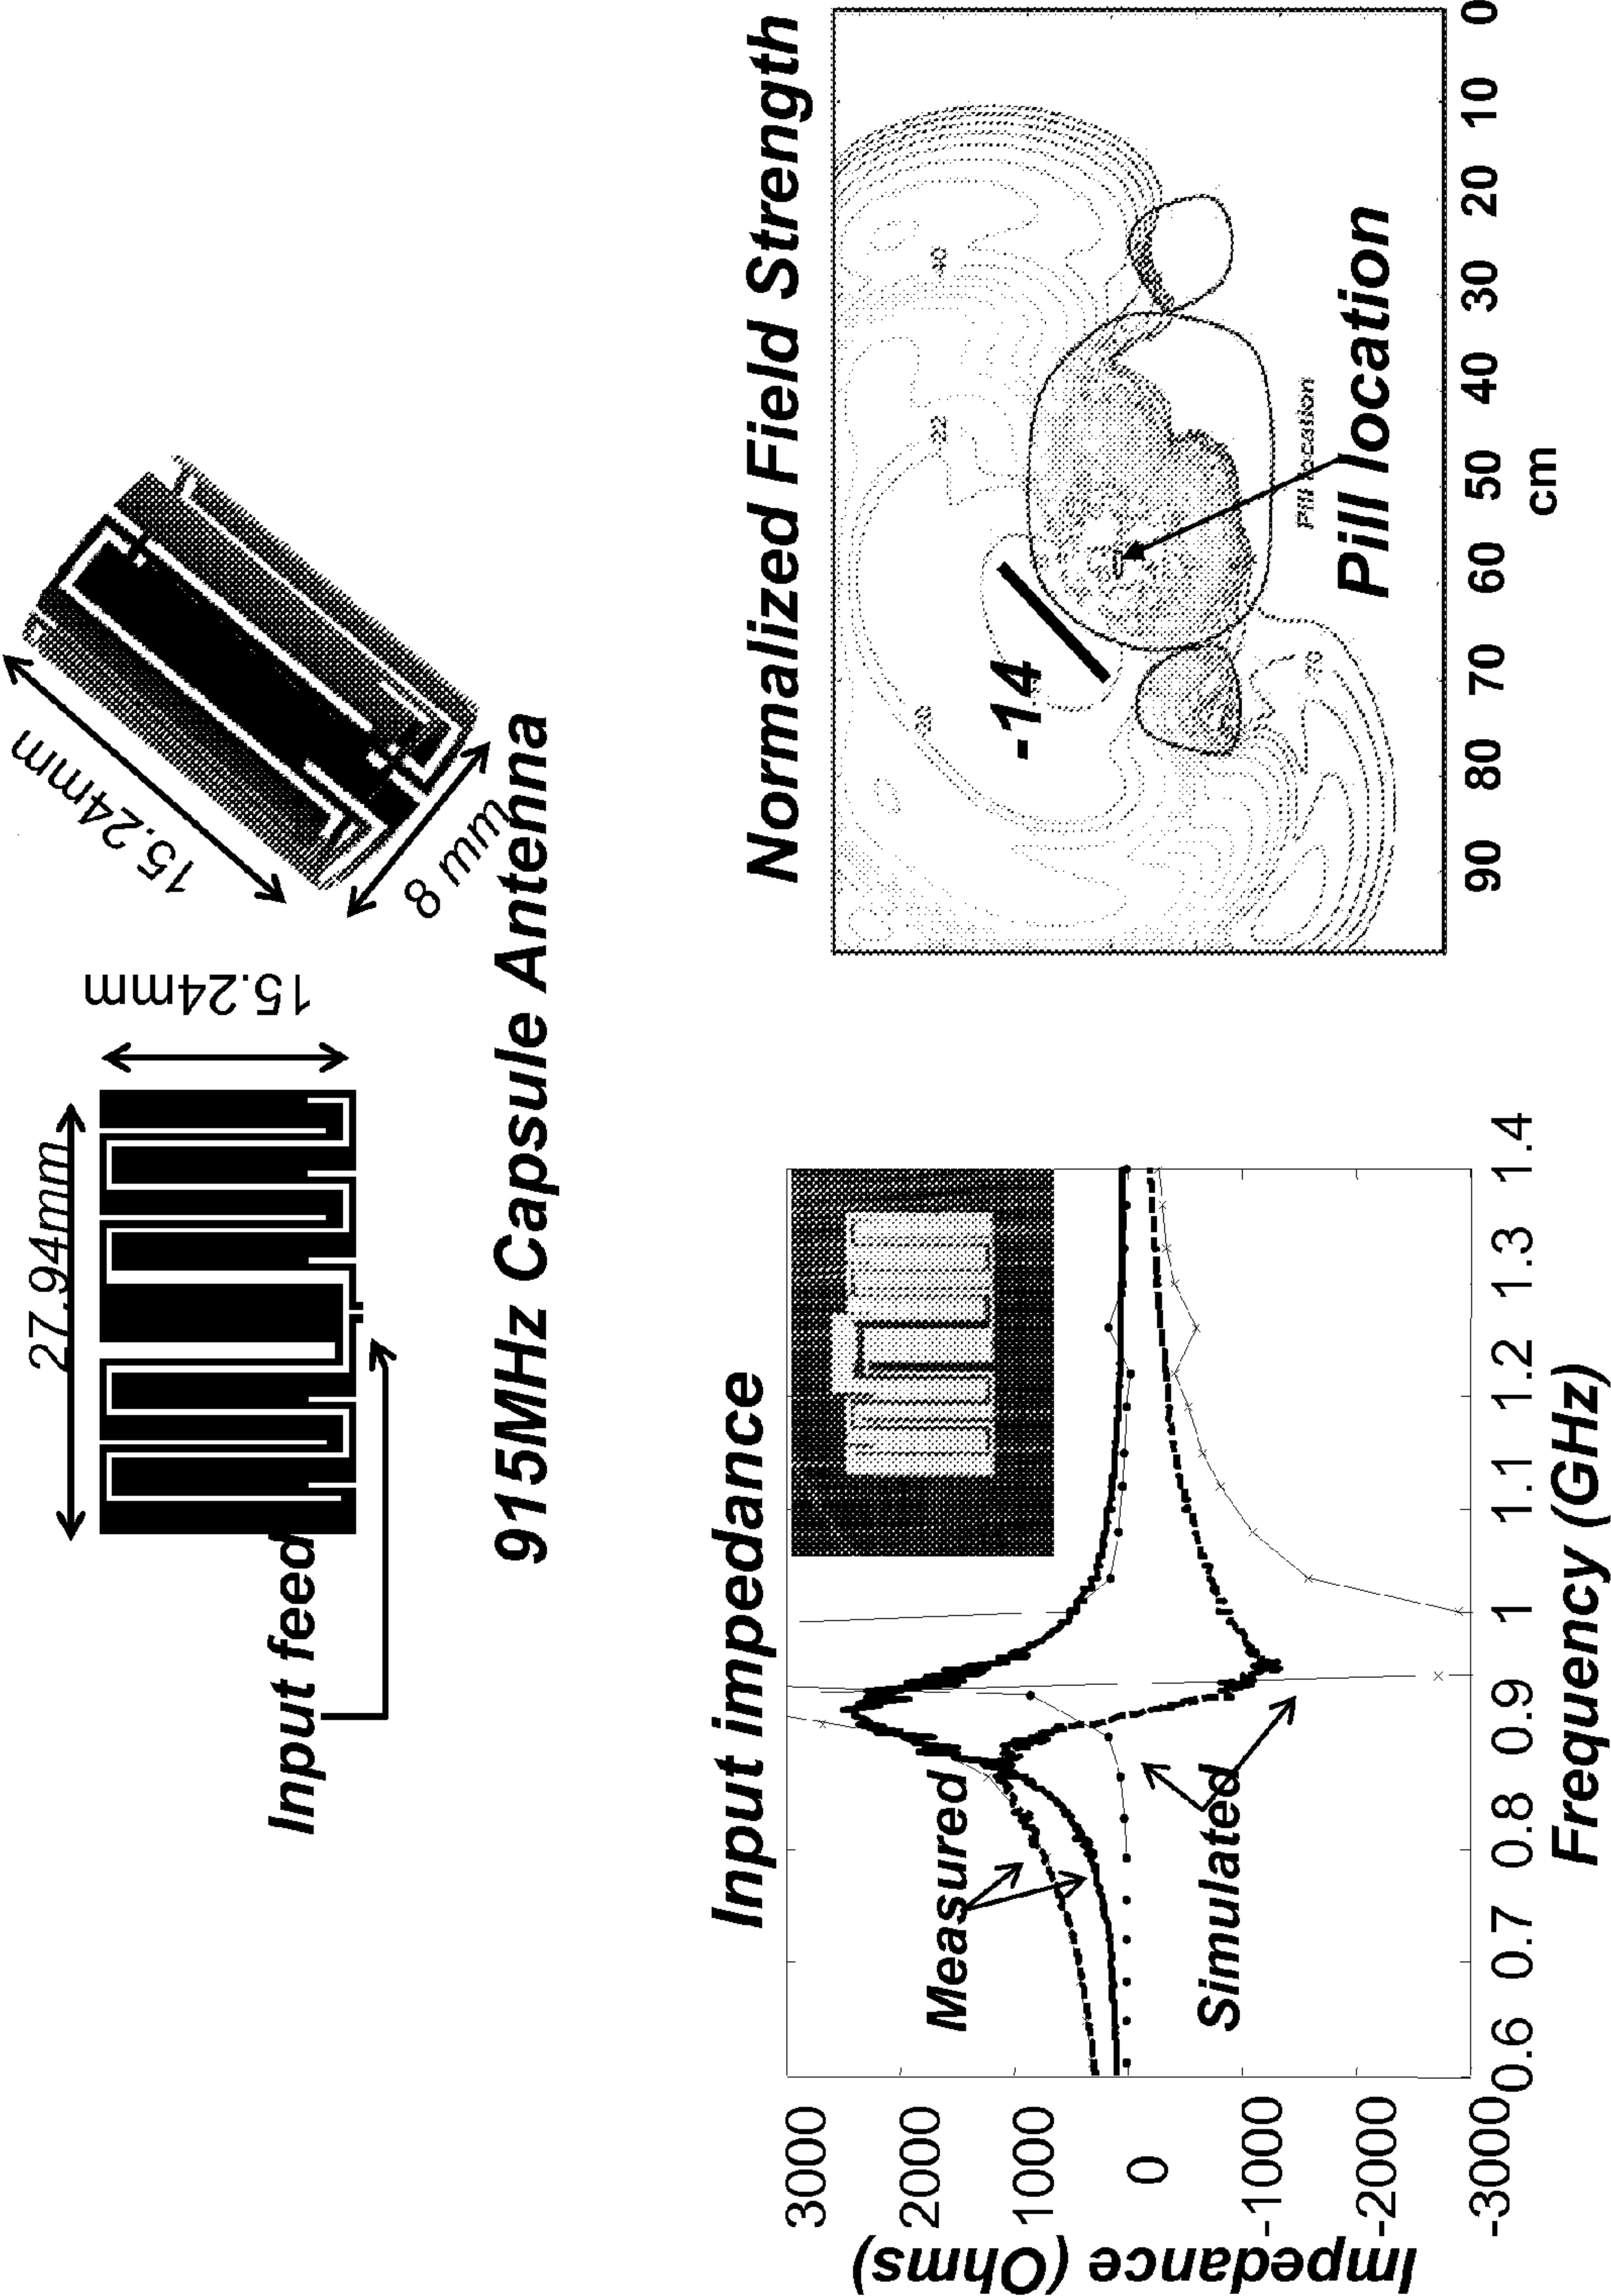 27.94mm
15.24mm
15.24mm
8 mm
Input feed
915MHz Capsule Antenna
Input impedance
Impedance (Ohms)
3000
2000
1000
0
-1000
-2000
-3000
Measured
Simulated
0.6 0.7 0.8 0.9 1 1.1 1.2 1.3 1.4
Frequency (GHz)
Normalized Field Strength
-14
Pill location
Pill location
90 80 70 60 50 40 30 20 10 0
cm